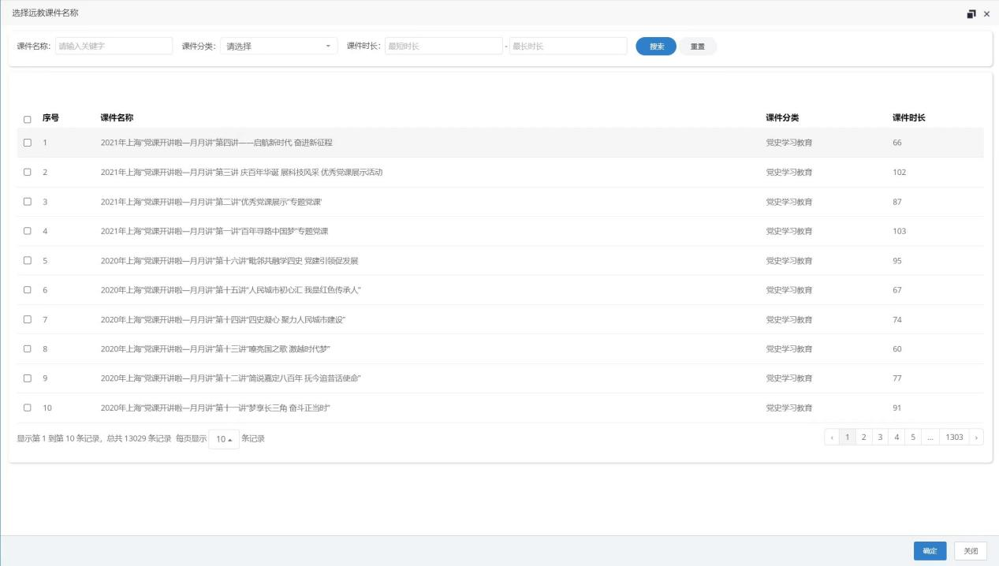 选择远教课件名称
课件名称: 请输入关键字 课件分类: 请选择 课件时长: 最短时长 - 最长时长 搜索 重置
序号 课件名称 课件分类 课件时长
1 2021年上海"党课开讲啦—月月讲"第四讲——启航新时代 奋进新征程 党史学习教育 66
2 2021年上海"党课开讲啦—月月讲"第三讲 庆百年华诞 展科技风采 优秀党课展示活动 党史学习教育 102
3 2021年上海"党课开讲啦—月月讲"第二讲"优秀党课展示"专题党课' 党史学习教育 87
4 2021年上海"党课开讲啦—月月讲"第一讲"百年寻路中国梦"专题党课 党史学习教育 103
5 2020年上海"党课开讲啦—月月讲"第十六讲"毗邻共融学四史 党建引领促发展 党史学习教育 95
6 2020年上海"党课开讲啦—月月讲"第十五讲"人民城市初心汇 我是红色传承人" 党史学习教育 67
7 2020年上海"党课开讲啦—月月讲"第十四讲"四史凝心 聚力人民城市建设" 党史学习教育 74
8 2020年上海"党课开讲啦—月月讲"第十三讲"嘹亮国之歌 激越时代梦" 党史学习教育 60
9 2020年上海"党课开讲啦—月月讲"第十二讲"简说嘉定八百年 抚今追昔话使命" 党史学习教育 77
10 2020年上海"党课开讲啦—月月讲"第十一讲"梦享长三角 奋斗正当时" 党史学习教育 91
显示第 1 到第 10 条记录，总共 13029 条记录 每页显示 10 条记录 ‹ 1 2 3 4 5 ... 1303 ›
确定 关闭